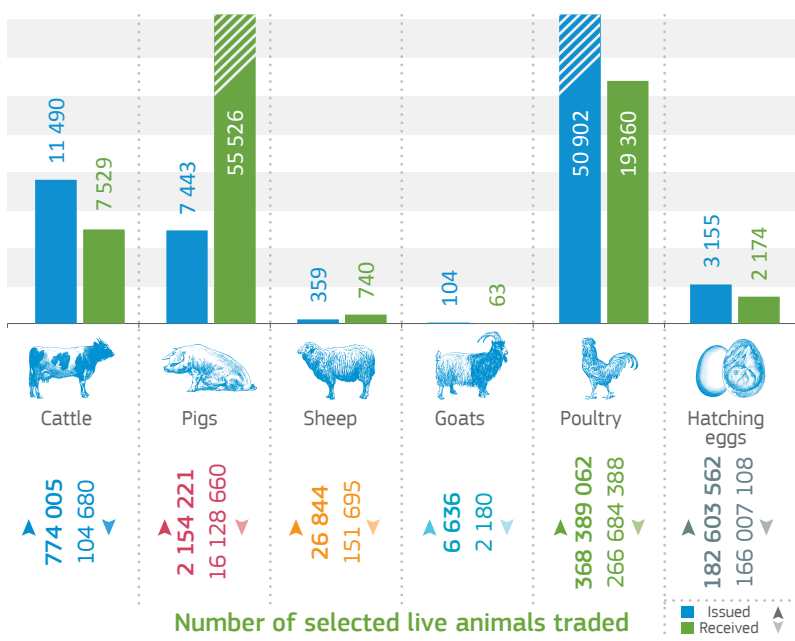 11 490
7 529
7 443
55 526
359
740
104
63
50 902
19 360
3 155
2 174
Cattle
Pigs
Sheep
Goats
Poultry
Hatching
eggs
774 005
104 680
2 154 221
16 128 660
26 844
151 695
6 636
2 180
368 389 062
266 684 388
182 603 562
166 007 108
Number of selected live animals traded
Issued
Received